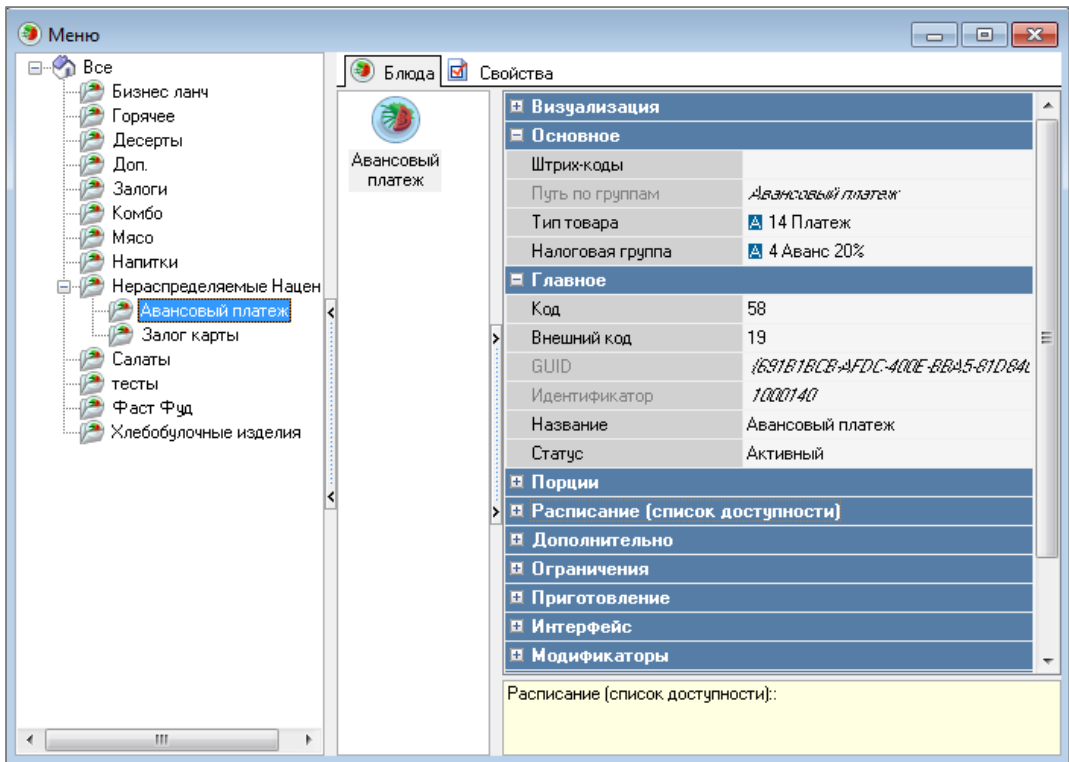 Меню
Все
Бизнес ланч
Горячее
Десерты
Доп.
Залоги
Комбо
Мясо
Напитки
Нераспределяемые Нацен
Авансовый платеж
Залог карты
Салаты
тесты
Фаст Фуд
Хлебобулочные изделия
Блюда
Свойства
Авансовый
платеж
Визуализация
Основное
Штрих-коды
Путь по группам Авансовый платеж
Тип товара A 14 Платеж
Налоговая группа A 4 Аванс 20%
Главное
Код 58
Внешний код 19
GUID {691B1BCB-AFDC-400E-BBA5-81D84
Идентификатор 1000140
Название Авансовый платеж
Статус Активный
Порции
Расписание (список доступности)
Дополнительно
Ограничения
Приготовление
Интерфейс
Модификаторы
Расписание (список доступности)::